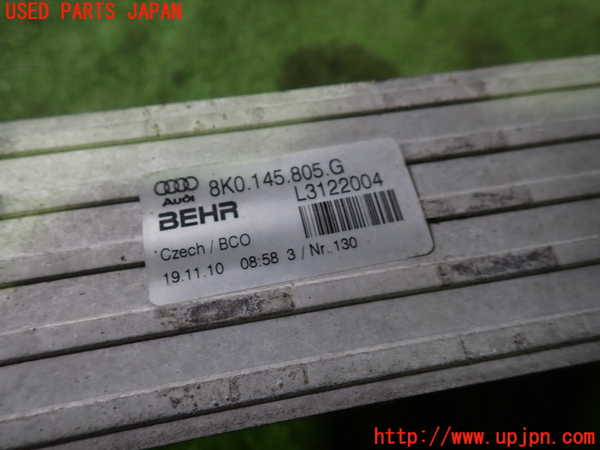 USED PARTS JAPAN
8K0.145.805.G
Audi
L3122004
BEHR
Czech / BCO
19.11.10 08:58 3 / Nr. 130
http://www.upjpn.com/